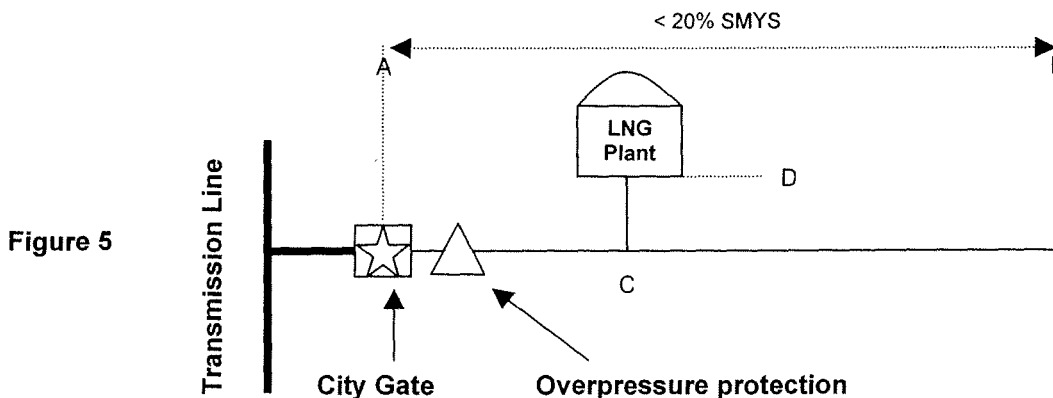 < 20% SMYS
A
LNG
Plant
D
Transmission Line
Figure 5
C
City Gate
Overpressure protection